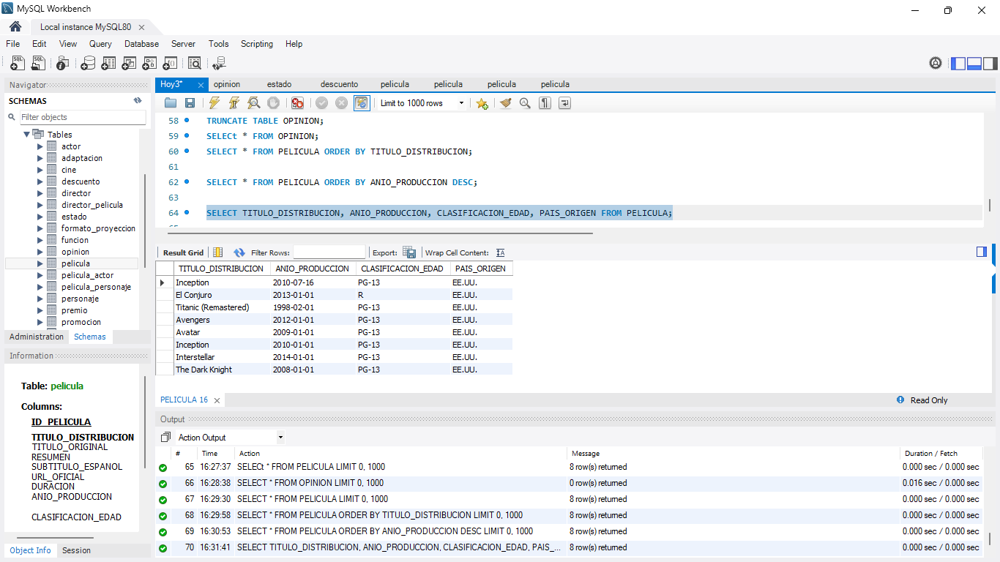 MySQL Workbench
Local instance MySQL80
File Edit View Query Database Server Tools Scripting Help
Navigator
SCHEMAS
Filter objects
Tables
actor
adaptacion
cine
descuento
director
director_pelicula
estado
formato_proyeccion
funcion
opinion
pelicula
pelicula_actor
pelicula_personaje
personaje
premio
promocion
Administration Schemas
Information
Table: pelicula
Columns:
ID_PELICULA
TITULO_DISTRIBUCION
TITULO_ORIGINAL
RESUMEN
SUBTITULO_ESPANOL
URL_OFICIAL
DURACION
ANIO_PRODUCCION
CLASIFICACION_EDAD
Object Info Session
Hoy3* opinion estado descuento pelicula pelicula pelicula pelicula
Limit to 1000 rows
58 TRUNCATE TABLE OPINION;
59 SELECt * FROM OPINION;
60 SELECT * FROM PELICULA ORDER BY TITULO_DISTRIBUCION;
61
62 SELECT * FROM PELICULA ORDER BY ANIO_PRODUCCION DESC;
63
64 SELECT TITULO_DISTRIBUCION, ANIO_PRODUCCION, CLASIFICACION_EDAD, PAIS_ORIGEN FROM PELICULA;
Result Grid Filter Rows: Export: Wrap Cell Content:
TITULO_DISTRIBUCION ANIO_PRODUCCION CLASIFICACION_EDAD PAIS_ORIGEN
Inception 2010-07-16 PG-13 EE.UU.
El Conjuro 2013-01-01 R EE.UU.
Titanic (Remastered) 1998-02-01 PG-13 EE.UU.
Avengers 2012-01-01 PG-13 EE.UU.
Avatar 2009-01-01 PG-13 EE.UU.
Inception 2010-01-01 PG-13 EE.UU.
Interstellar 2014-01-01 PG-13 EE.UU.
The Dark Knight 2008-01-01 PG-13 EE.UU.
PELICULA 16
Read Only
Output
Action Output
# Time Action Message Duration / Fetch
65 16:27:37 SELECt * FROM PELICULA LIMIT 0, 1000 8 row(s) returned 0.000 sec / 0.000 sec
66 16:28:38 SELECT * FROM OPINION LIMIT 0, 1000 0 row(s) returned 0.016 sec / 0.000 sec
67 16:29:30 SELECT * FROM PELICULA LIMIT 0, 1000 8 row(s) returned 0.000 sec / 0.000 sec
68 16:29:58 SELECT * FROM PELICULA ORDER BY TITULO_DISTRIBUCION LIMIT 0, 1000 8 row(s) returned 0.000 sec / 0.000 sec
69 16:30:53 SELECT * FROM PELICULA ORDER BY ANIO_PRODUCCION DESC LIMIT 0, 1000 8 row(s) returned 0.000 sec / 0.000 sec
70 16:31:41 SELECT TITULO_DISTRIBUCION, ANIO_PRODUCCION, CLASIFICACION_EDAD, PAIS_... 8 row(s) returned 0.000 sec / 0.000 sec